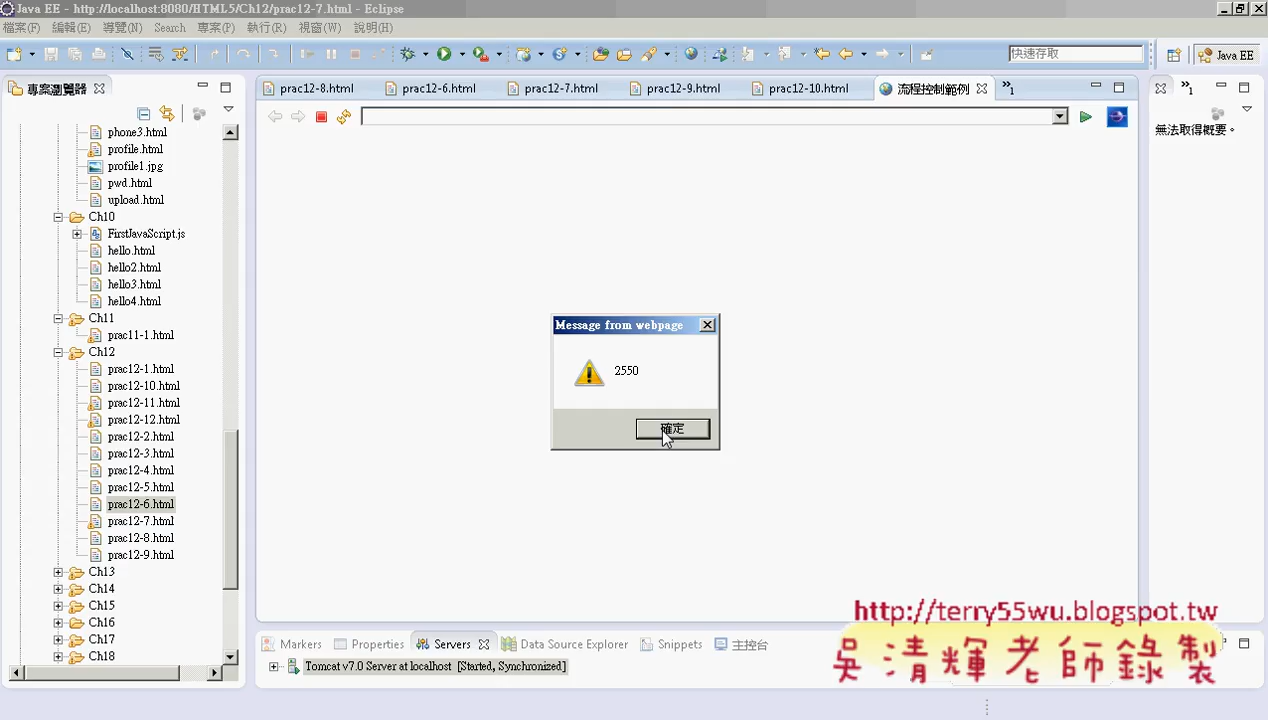 Java EE - http://localhost:8080/HTML5/Ch12/prac12-7.html - Eclipse
檔案(F) 編輯(E) 導覽(N) Search 專案(P) 執行(R) 視窗(W) 說明(H)
快速存取
Java EE
專案瀏覽器
prac12-8.html
prac12-6.html
prac12-7.html
prac12-9.html
prac12-10.html
流程控制範例
»1
»1
無法取得概要。
phone3.html
profile.html
profile1.jpg
pwd.html
upload.html
Ch10
FirstJavaScript.js
hello.html
hello2.html
hello3.html
hello4.html
Ch11
prac11-1.html
Ch12
prac12-1.html
prac12-10.html
prac12-11.html
prac12-12.html
prac12-2.html
prac12-3.html
prac12-4.html
prac12-5.html
prac12-6.html
prac12-7.html
prac12-8.html
prac12-9.html
Ch13
Ch14
Ch15
Ch16
Ch17
Ch18
Message from webpage
2550
確定
Markers
Properties
Servers
Data Source Explorer
Snippets
主控台
Tomcat v7.0 Server at localhost [Started, Synchronized]
http://terry55wu.blogspot.tw
吳清輝老師錄製